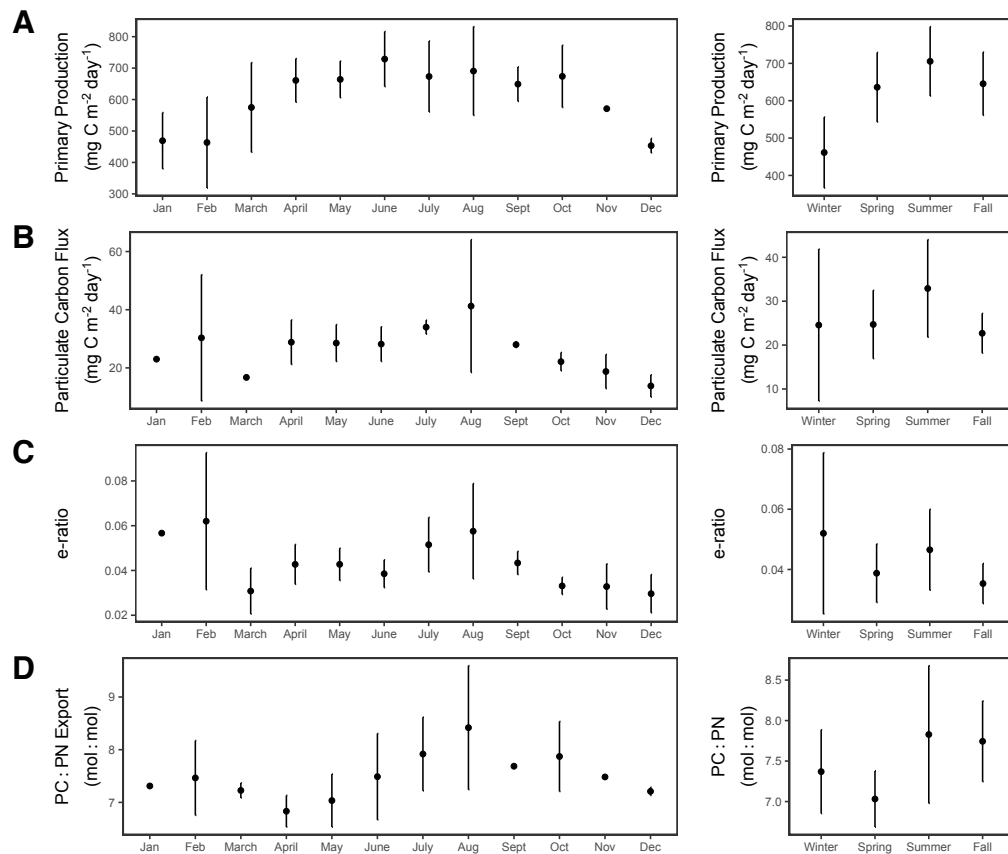 A
Primary Production
(mg C m⁻² day⁻¹)
800
700
600
500
400
300
Jan Feb March April May June July Aug Sept Oct Nov Dec
Primary Production
(mg C m⁻² day⁻¹)
800
700
600
500
400
Winter Spring Summer Fall
B
Particulate Carbon Flux
(mg C m⁻² day⁻¹)
60
40
20
Jan Feb March April May June July Aug Sept Oct Nov Dec
Particulate Carbon Flux
(mg C m⁻² day⁻¹)
40
30
20
10
Winter Spring Summer Fall
C
e-ratio
0.08
0.06
0.04
0.02
Jan Feb March April May June July Aug Sept Oct Nov Dec
e-ratio
0.08
0.06
0.04
Winter Spring Summer Fall
D
PC : PN Export
(mol : mol)
9
8
7
Jan Feb March April May June July Aug Sept Oct Nov Dec
PC : PN
(mol : mol)
8.5
8.0
7.5
7.0
Winter Spring Summer Fall